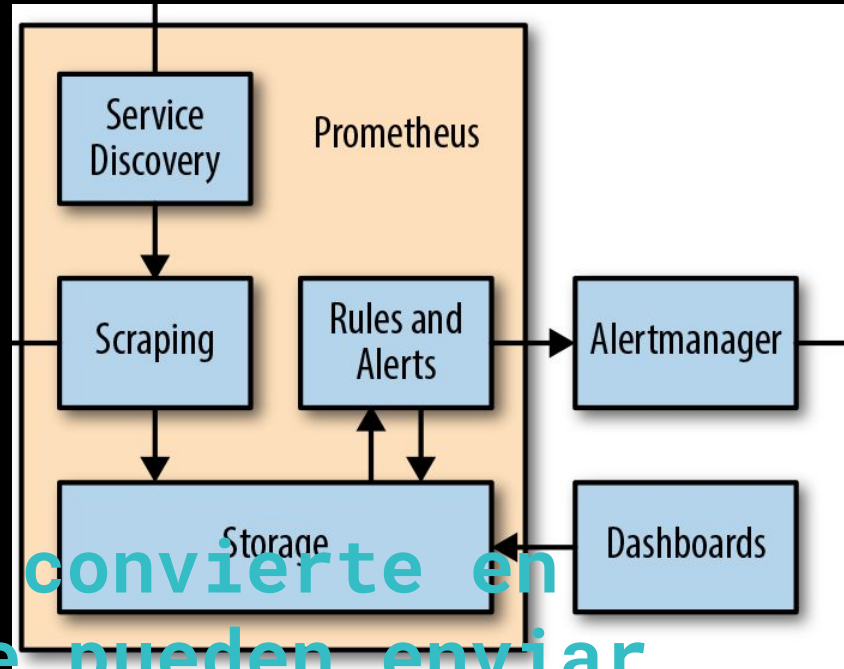 Service
Discovery
Prometheus
Scraping
Rules and
Alerts
Alertmanager
Storage
Dashboards
convierte en
pueden enviar